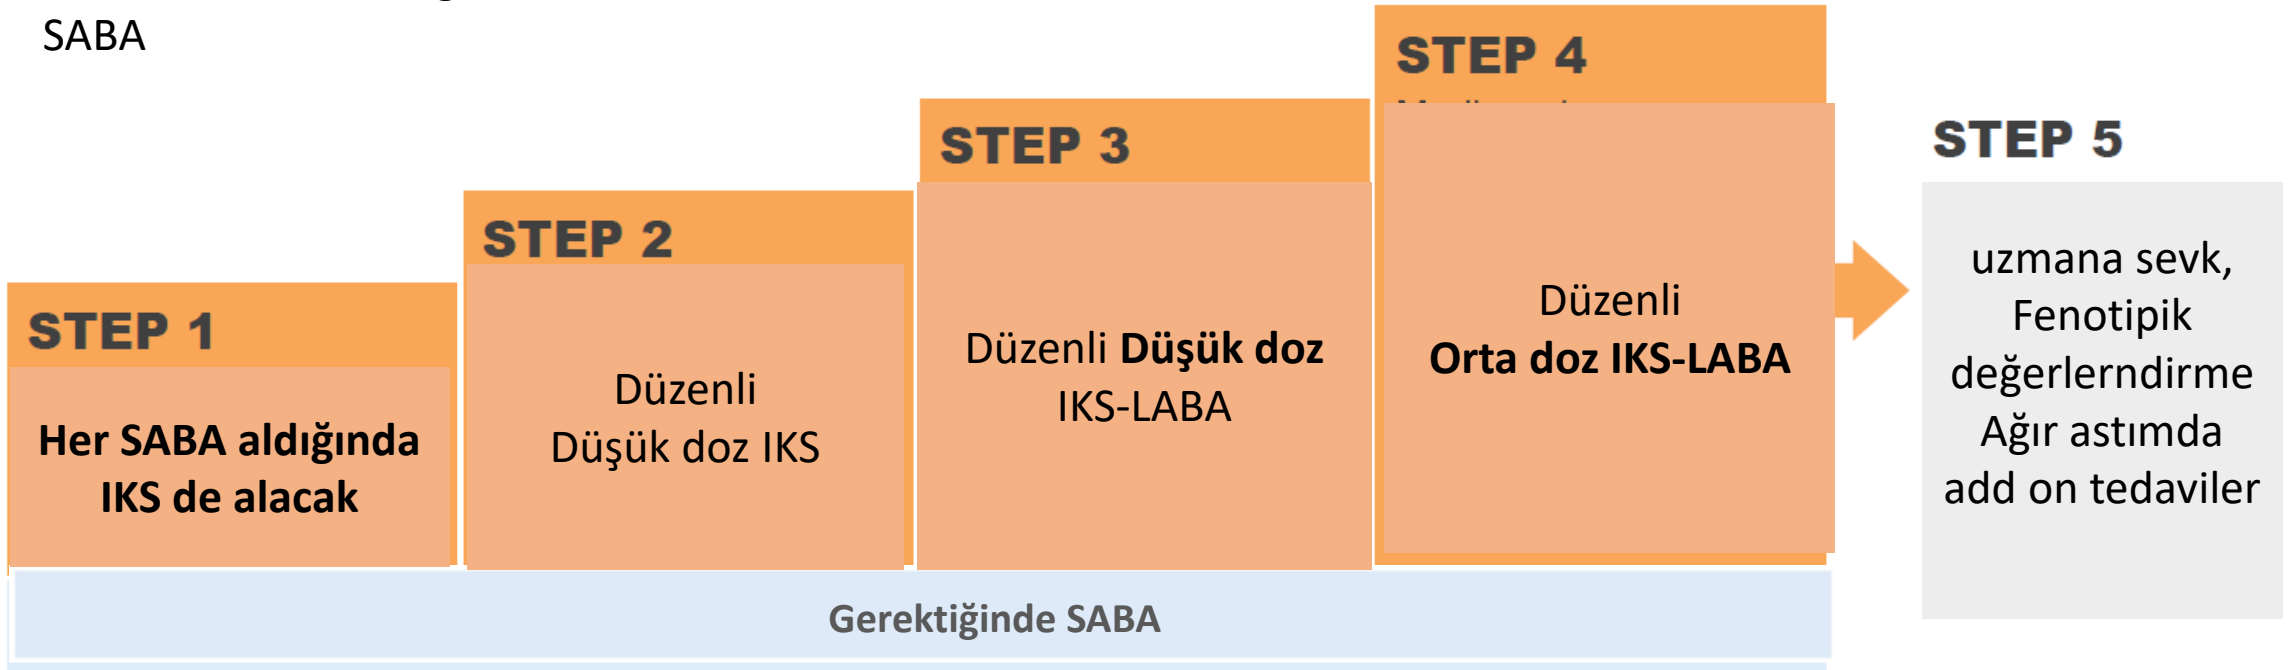 SABA
STEP 1
Her SABA aldığında
IKS de alacak
STEP 2
Düzenli
Düşük doz IKS
STEP 3
Düzenli Düşük doz
IKS-LABA
STEP 4
Düzenli
Orta doz IKS-LABA
STEP 5
uzmana sevk,
Fenotipik
değerlerndirme
Ağır astımda
add on tedaviler
Gerektiğinde SABA